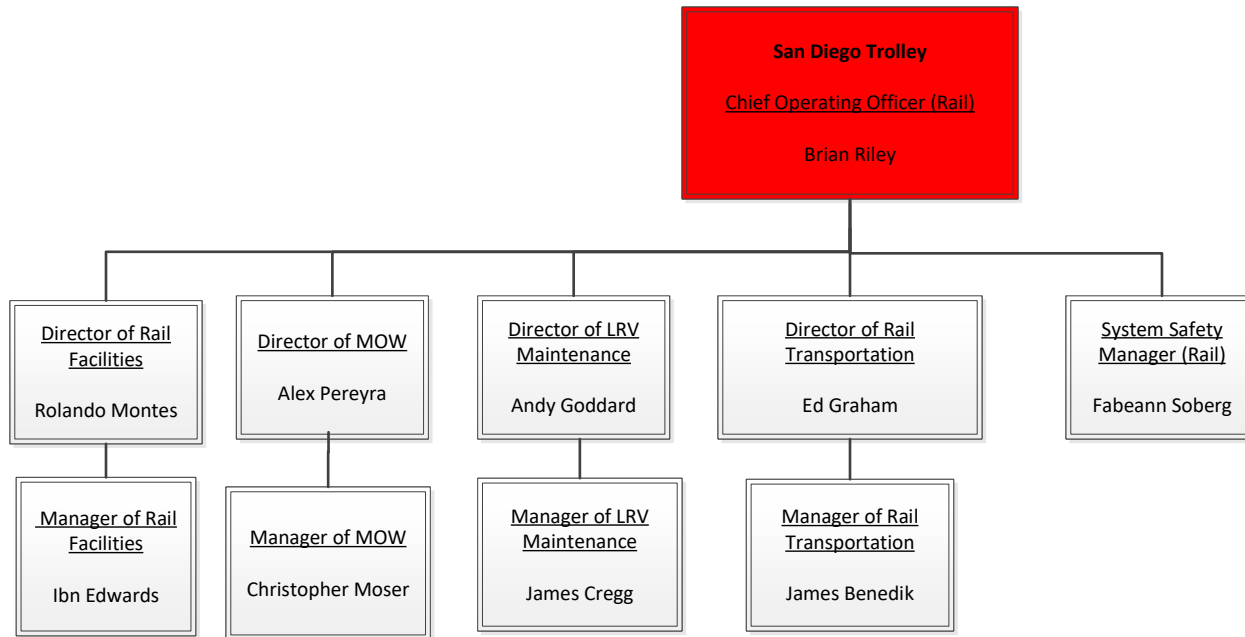 San Diego Trolley
Chief Operating Officer (Rail)
Brian Riley
Director of Rail
Facilities
Rolando Montes
Director of MOW
Alex Pereyra
Director of LRV
Maintenance
Andy Goddard
Director of Rail
Transportation
Ed Graham
System Safety
Manager (Rail)
Fabeann Soberg
Manager of Rail
Facilities
Ibn Edwards
Manager of MOW
Christopher Moser
Manager of LRV
Maintenance
James Cregg
Manager of Rail
Transportation
James Benedik